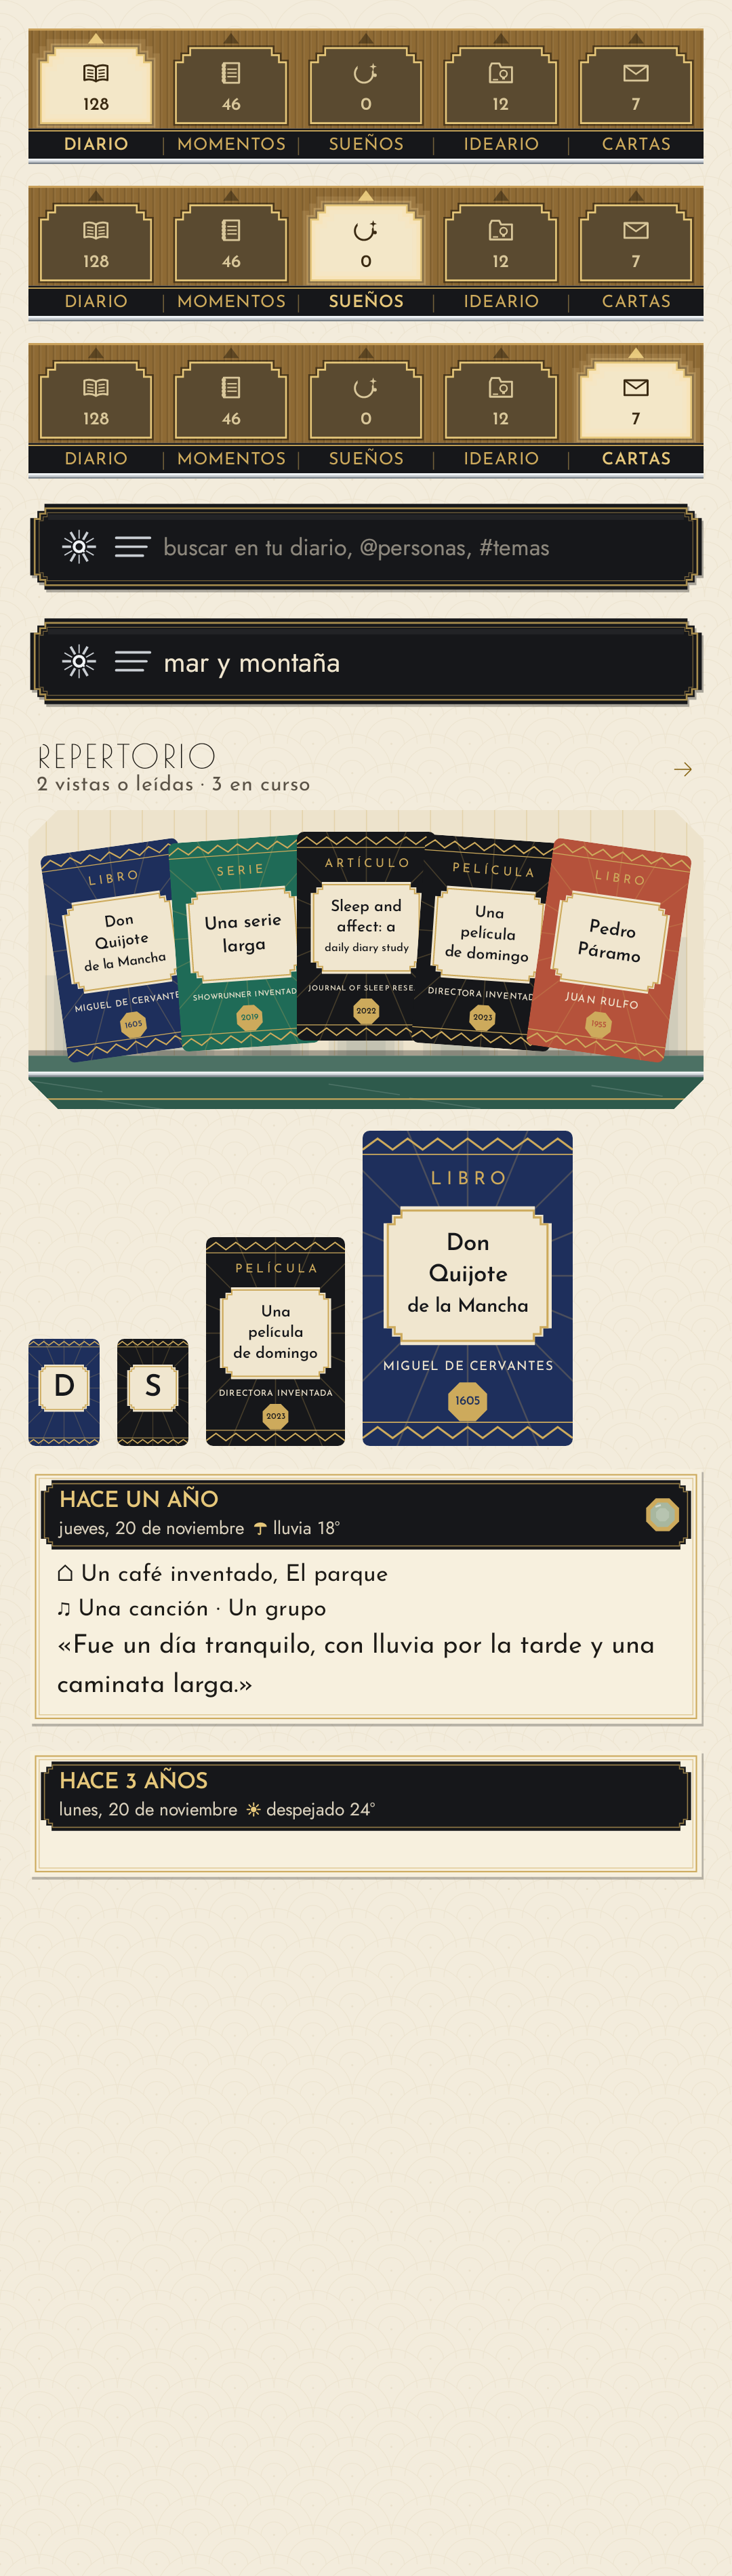 128 46 0 12 7
DIARIO MOMENTOS SUEÑOS IDEARIO CARTAS
128 46 0 12 7
DIARIO MOMENTOS SUEÑOS IDEARIO CARTAS
128 46 0 12 7
DIARIO MOMENTOS SUEÑOS IDEARIO CARTAS
buscar en tu diario, @personas, #temas
mar y montaña
REPERTORIO
2 vistas o leídas · 3 en curso
LIBRO
Don
Quijote
de la Mancha
MIGUEL DE CERVANTE
1605
SERIE
Una serie
larga
SHOWRUNNER INVENTAD
2019
ARTÍCULO
Sleep and
affect: a
daily diary study
JOURNAL OF SLEEP RESE
2022
PELÍCULA
Una
película
de domingo
DIRECTORA INVENTAD
2023
LIBRO
Pedro
Páramo
JUAN RULFO
1955
D
S
PELÍCULA
Una
película
de domingo
DIRECTORA INVENTADA
2023
LIBRO
Don
Quijote
de la Mancha
MIGUEL DE CERVANTES
1605
HACE UN AÑO
jueves, 20 de noviembre ☂ lluvia 18°
⌂ Un café inventado, El parque
♫ Una canción · Un grupo
«Fue un día tranquilo, con lluvia por la tarde y una
caminata larga.»
HACE 3 AÑOS
lunes, 20 de noviembre ☀ despejado 24°